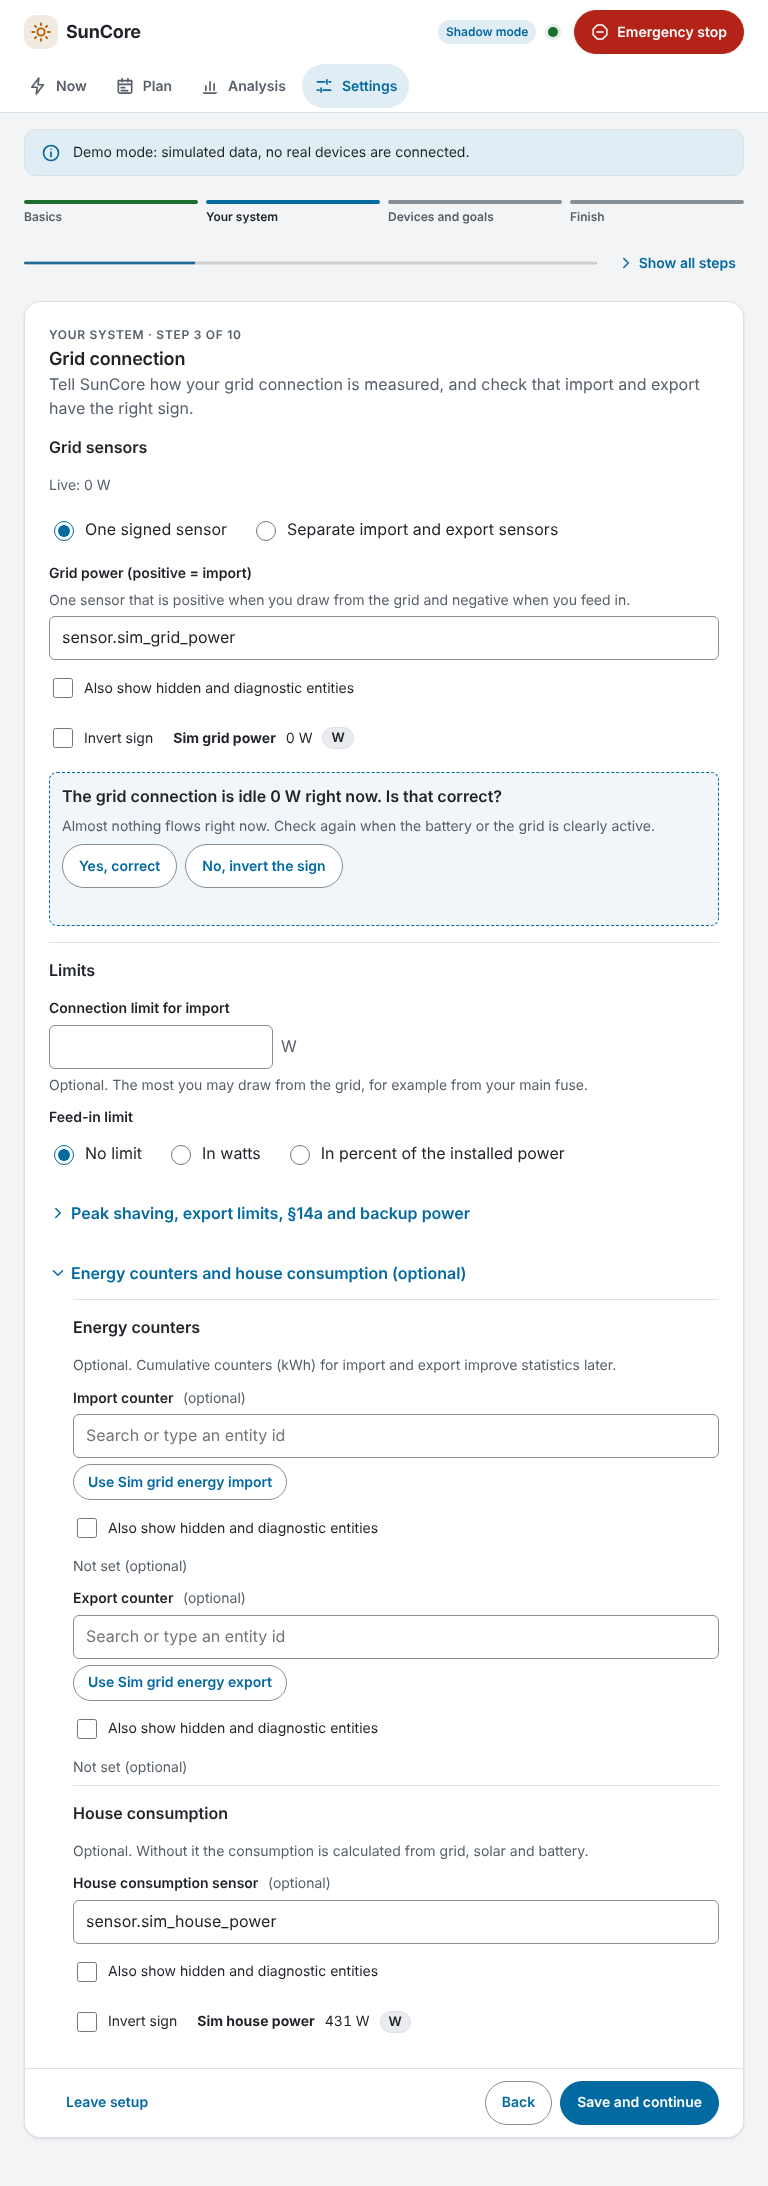 SunCore
Shadow mode
Emergency stop
Now
Plan
Analysis
Settings
Demo mode: simulated data, no real devices are connected.
Basics
Your system
Devices and goals
Finish
Show all steps
YOUR SYSTEM · STEP 3 OF 10
Grid connection
Tell SunCore how your grid connection is measured, and check that import and export
have the right sign.
Grid sensors
Live: 0 W
One signed sensor
Separate import and export sensors
Grid power (positive = import)
One sensor that is positive when you draw from the grid and negative when you feed in.
sensor.sim_grid_power
Also show hidden and diagnostic entities
Invert sign Sim grid power 0 W W
The grid connection is idle 0 W right now. Is that correct?
Almost nothing flows right now. Check again when the battery or the grid is clearly active.
Yes, correct
No, invert the sign
Limits
Connection limit for import
W
Optional. The most you may draw from the grid, for example from your main fuse.
Feed-in limit
No limit
In watts
In percent of the installed power
Peak shaving, export limits, §14a and backup power
Energy counters and house consumption (optional)
Energy counters
Optional. Cumulative counters (kWh) for import and export improve statistics later.
Import counter (optional)
Search or type an entity id
Use Sim grid energy import
Also show hidden and diagnostic entities
Not set (optional)
Export counter (optional)
Search or type an entity id
Use Sim grid energy export
Also show hidden and diagnostic entities
Not set (optional)
House consumption
Optional. Without it the consumption is calculated from grid, solar and battery.
House consumption sensor (optional)
sensor.sim_house_power
Also show hidden and diagnostic entities
Invert sign Sim house power 431 W W
Leave setup
Back
Save and continue